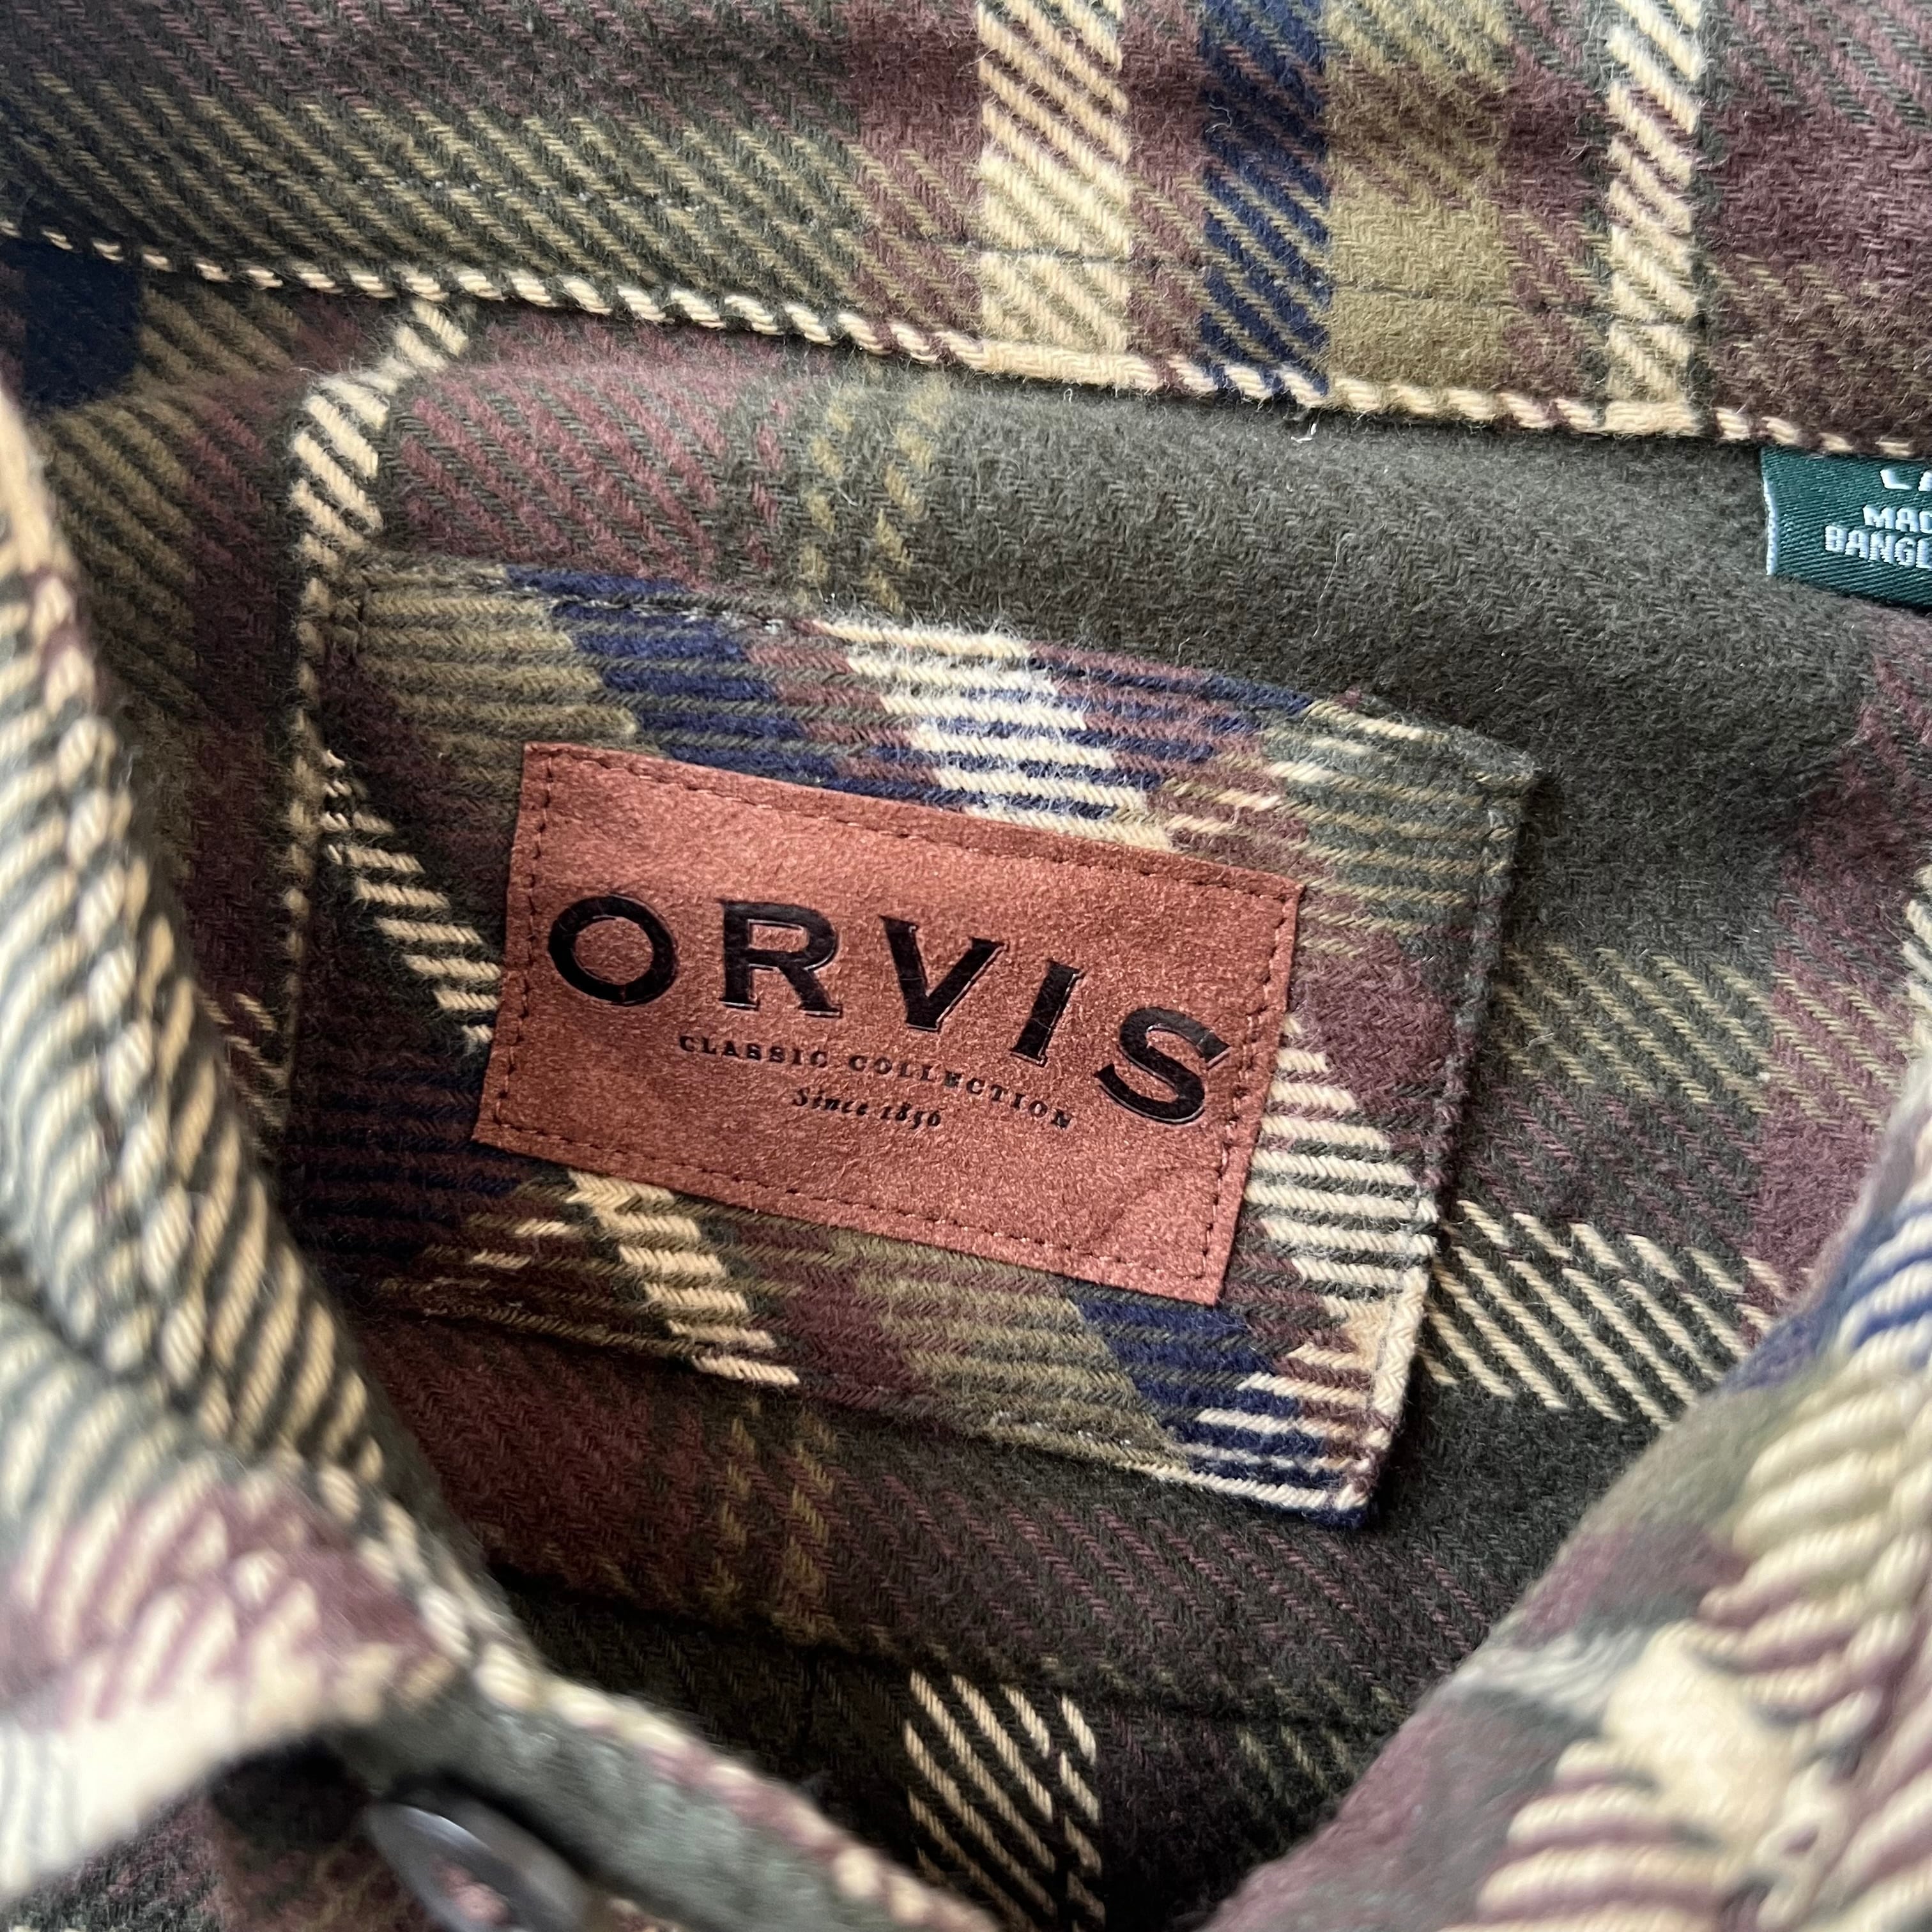 ORVIS
CLASSIC COLLECTION
Since 1856